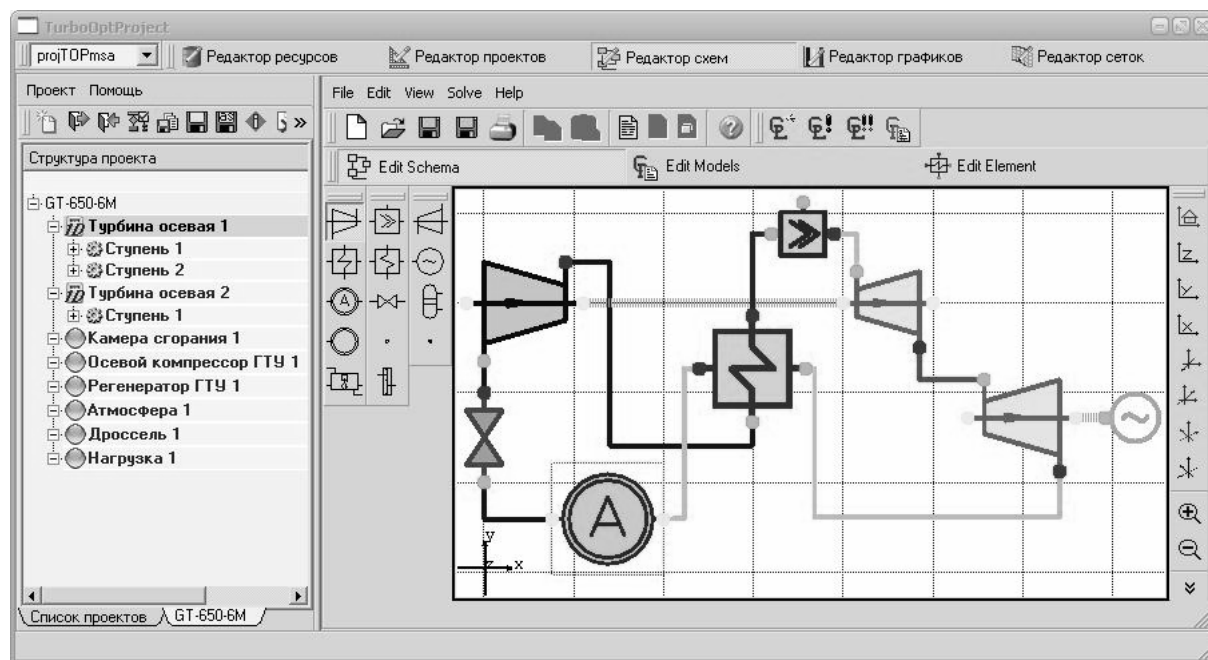 TurboOptProject
projTOPmsa Редактор ресурсов Редактор проектов Редактор схем Редактор графиков Редактор сеток
Проект Помощь
File Edit View Solve Help
Структура проекта
Edit Schema Edit Models Edit Element
GT-650-6M
Турбина осевая 1
Ступень 1
Ступень 2
Турбина осевая 2
Ступень 1
Камера сгорания 1
Осевой компрессор ГТУ 1
Регенератор ГТУ 1
Атмосфера 1
Дроссель 1
Нагрузка 1
A
A
y
z x
Список проектов GT-650-6M